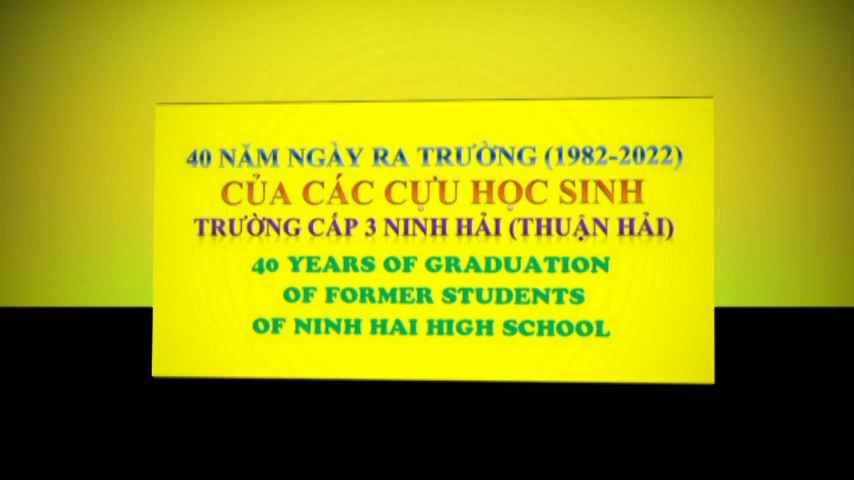 40 NĂM NGÀY RA TRƯỜNG (1982-2022)
CỦA CÁC CỰU HỌC SINH
TRƯỜNG CẤP 3 NINH HẢI (THUẬN HẢI)
40 YEARS OF GRADUATION
OF FORMER STUDENTS
OF NINH HAI HIGH SCHOOL